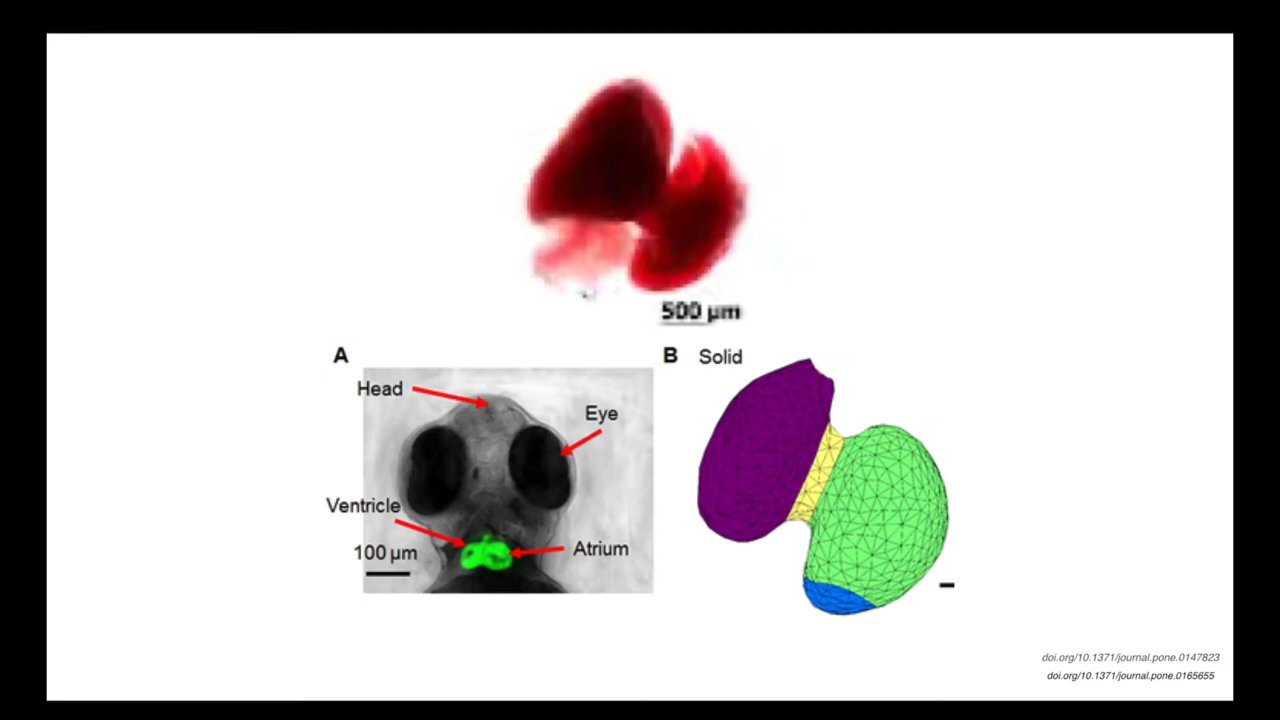 500 µm
A
B Solid
Head
Eye
Ventricle
Atrium
100 µm
doi.org/10.1371/journal.pone.0147823
doi.org/10.1371/journal.pone.0165655